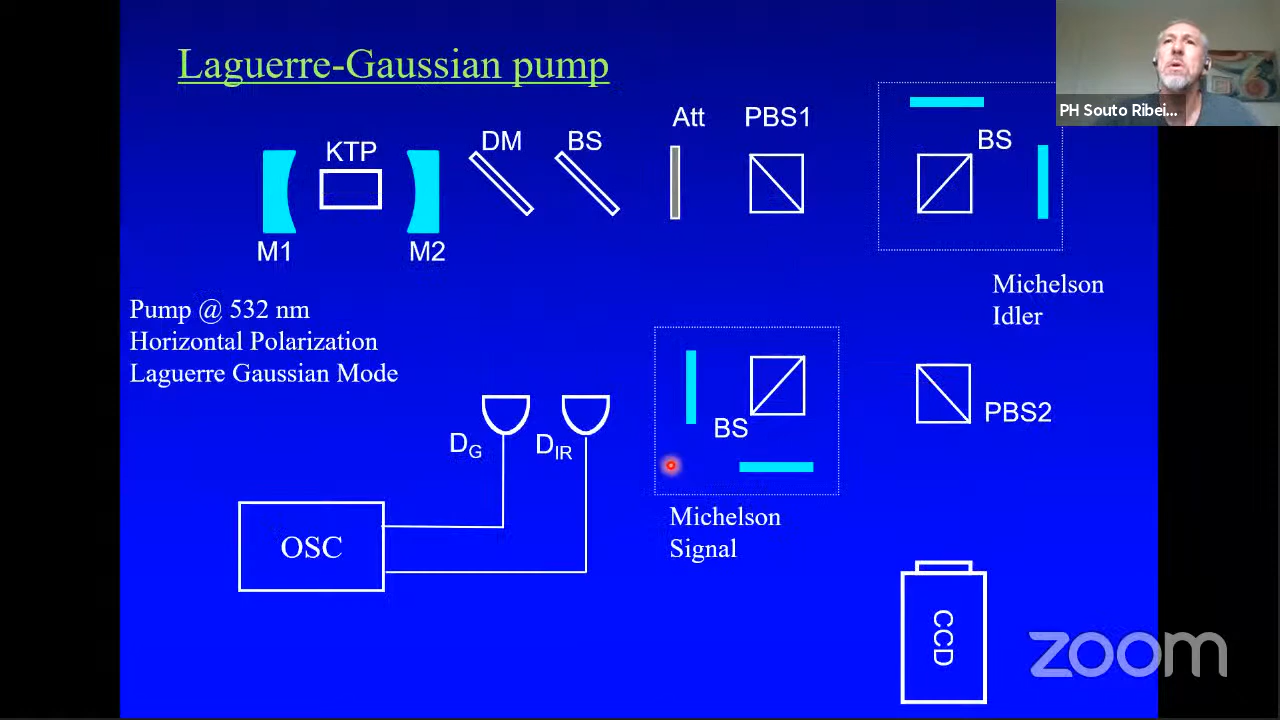 Laguerre-Gaussian pump
PH Souto Ribei...
Att
PBS1
DM
BS
BS
KTP
M1
M2
Michelson
Idler
Pump @ 532 nm
Horizontal Polarization
Laguerre Gaussian Mode
PBS2
BS
DG
DIR
Michelson
Signal
OSC
CCD
zoom